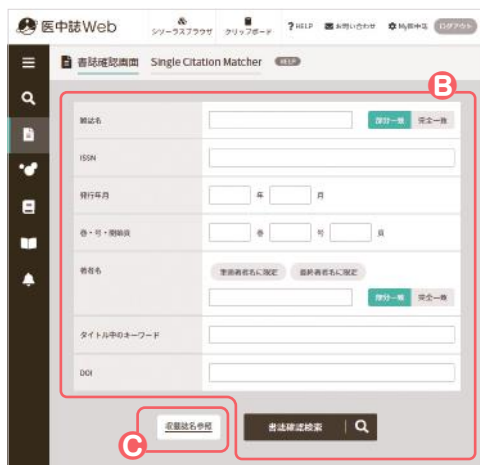 医中誌Web
シソーラスブラウザ
クリップボード
? HELP
お問い合わせ
My医中誌
ログアウト
書誌確認画面 Single Citation Matcher HELP
B
雑誌名
部分一致 完全一致
ISSN
発行年月
年 月
巻・号・開始頁
巻 号 頁
著者名
筆頭著者名に限定 最終著者名に限定
部分一致 完全一致
タイトル中のキーワード
DOI
C
収載誌名参照
書誌確認検索